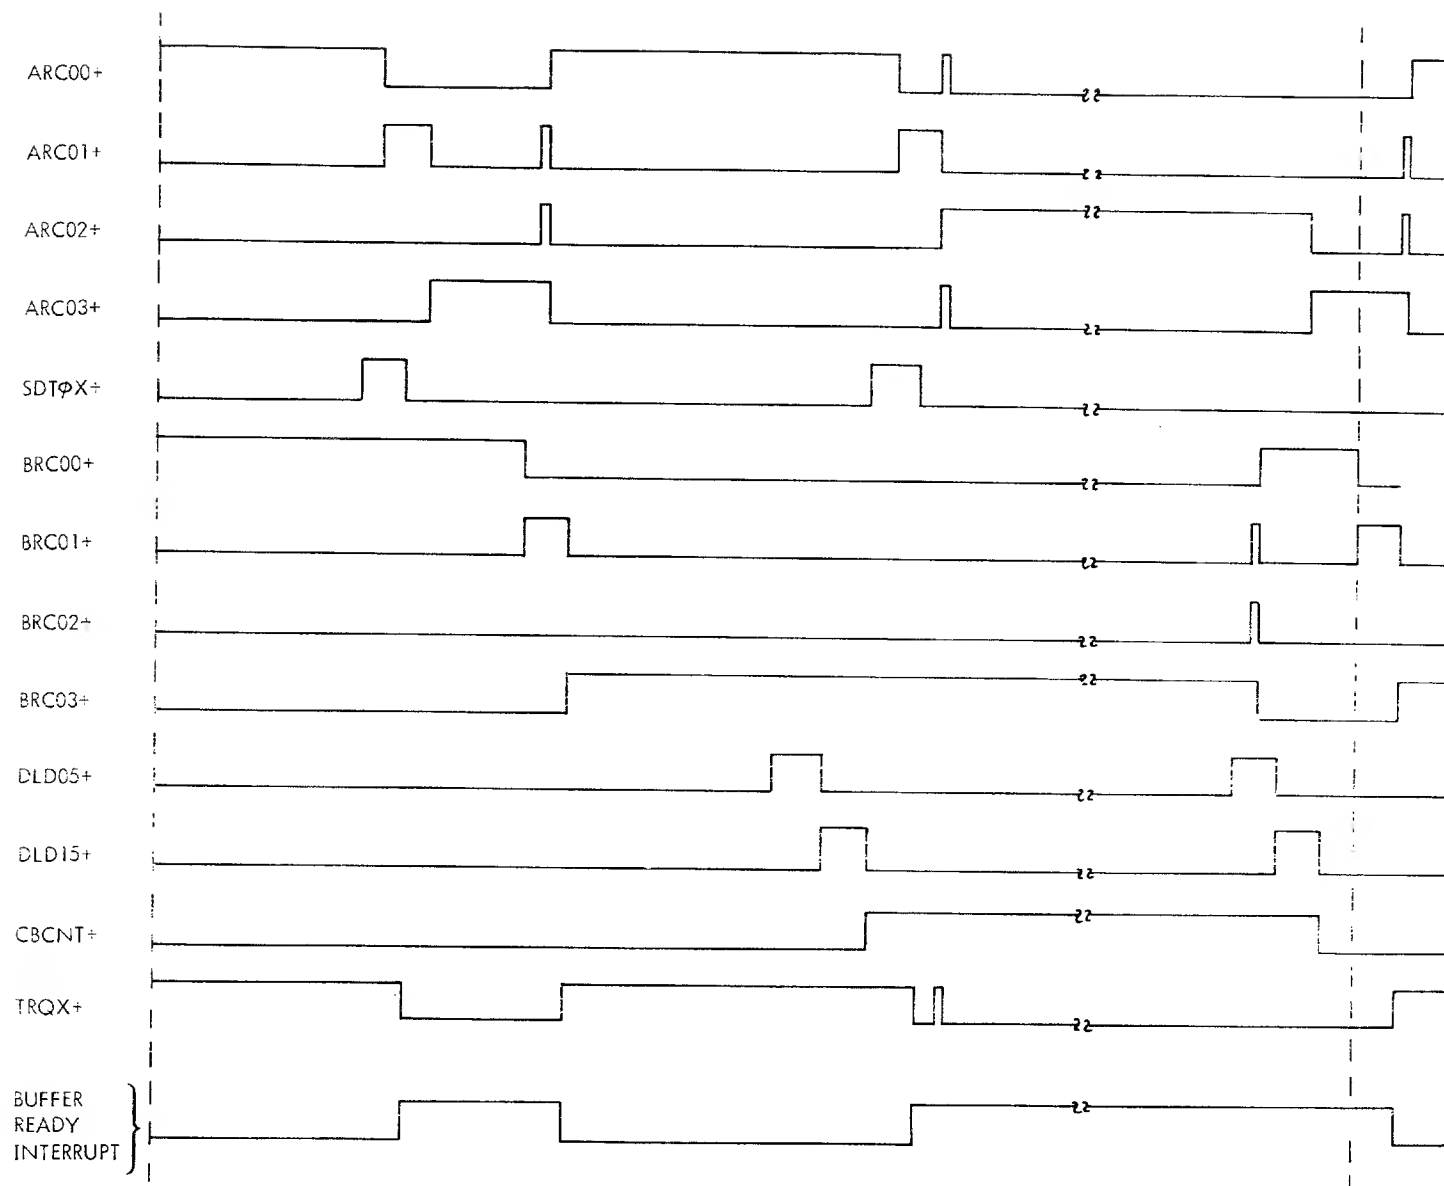 ARC00+
ARC01+
ARC02+
ARC03+
SDTφX+
BRC00+
BRC01+
BRC02+
BRC03+
DLD05+
DLD15+
CBCNT+
TRQX+
BUFFER
READY
INTERRUPT